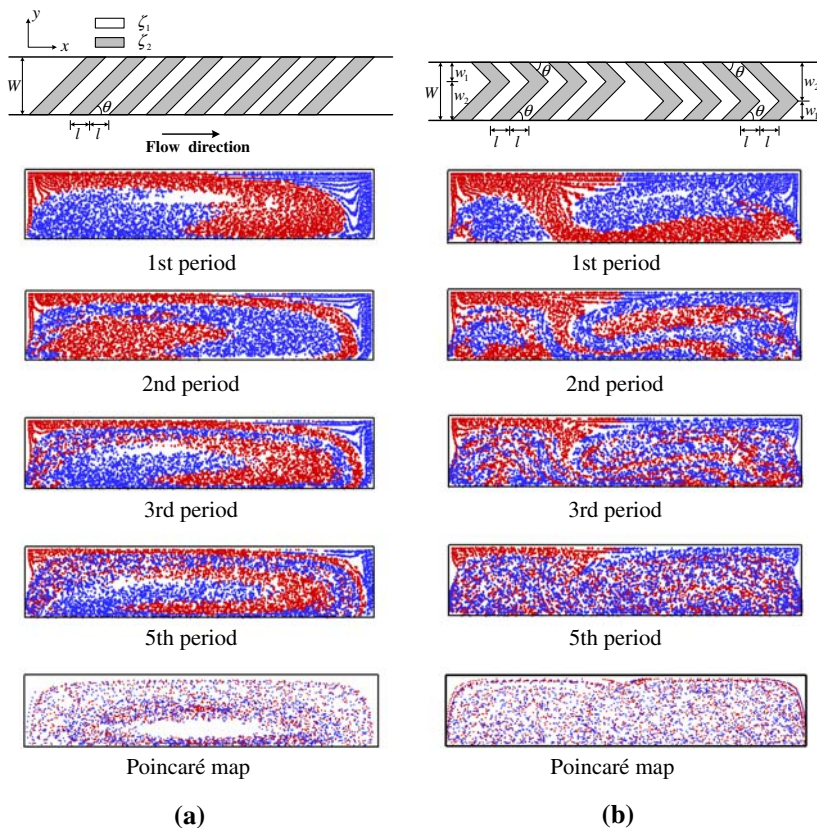 y
x
ζ₁
ζ₂
W
θ
l l
Flow direction
W
w₁
w₂
θ
θ
l l
θ
θ
l l
w₂
w₁
1st period
1st period
2nd period
2nd period
3rd period
3rd period
5th period
5th period
Poincaré map
Poincaré map
(a)
(b)